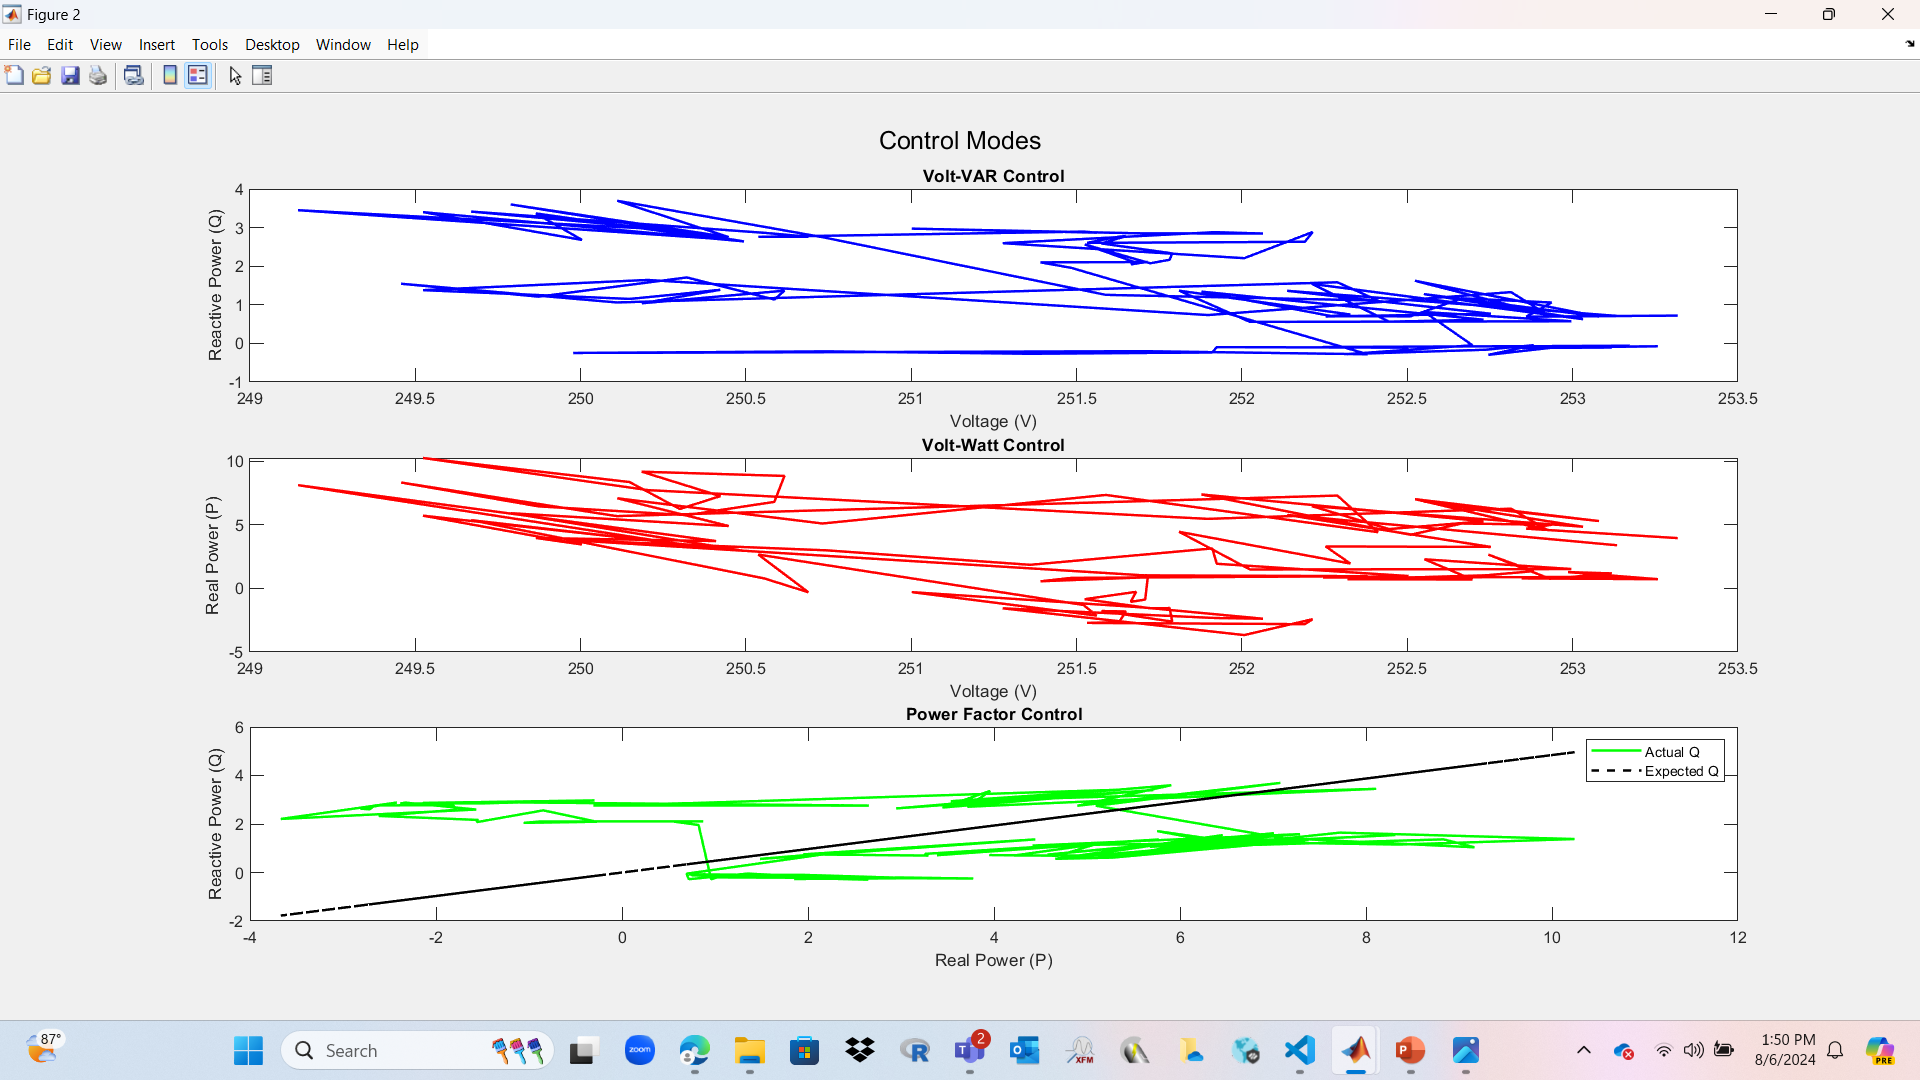 Figure 2
File Edit View Insert Tools Desktop Window Help
Control Modes
Volt-VAR Control
4
3
2
1
0
-1
Reactive Power (Q)
249 249.5 250 250.5 251 251.5 252 252.5 253 253.5
Voltage (V)
Volt-Watt Control
10
5
0
-5
Real Power (P)
249 249.5 250 250.5 251 251.5 252 252.5 253 253.5
Voltage (V)
Power Factor Control
6
4
2
0
-2
Reactive Power (Q)
Actual Q
Expected Q
-4 -2 0 2 4 6 8 10 12
Real Power (P)
87°
Search
zoom
2
XFM
1:50 PM
8/6/2024
PRE